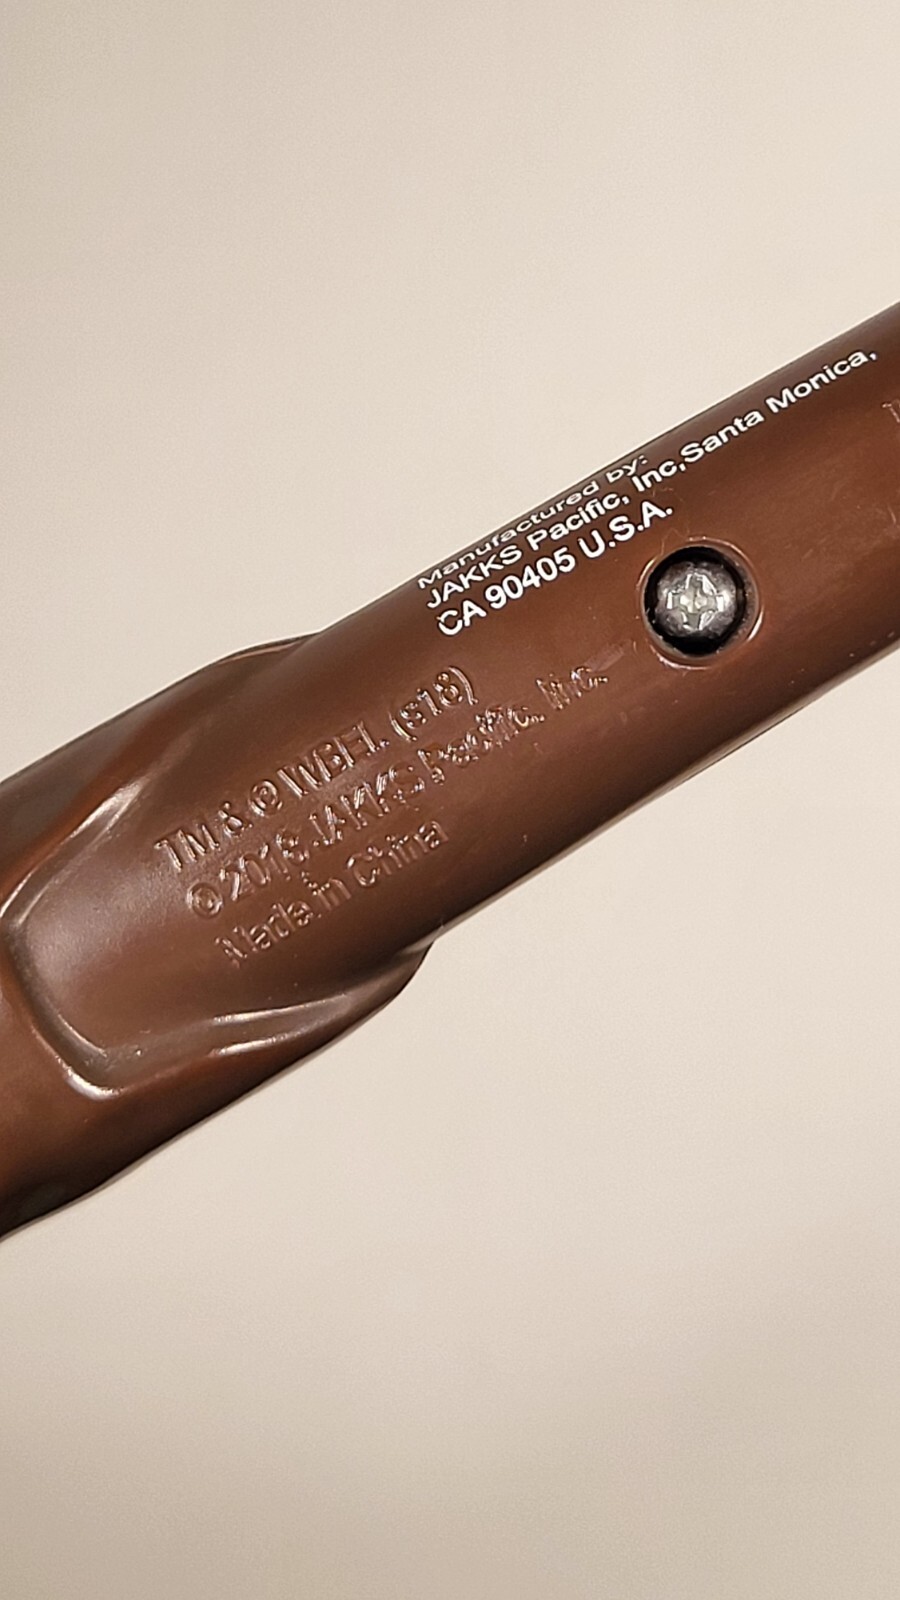 Manufactured by:
JAKKS Pacific, Inc,Santa Monica,
CA 90405 U.S.A.
TM & © WBEI. (s18)
©2018 JAKKS Pacific, Inc.
Made in China